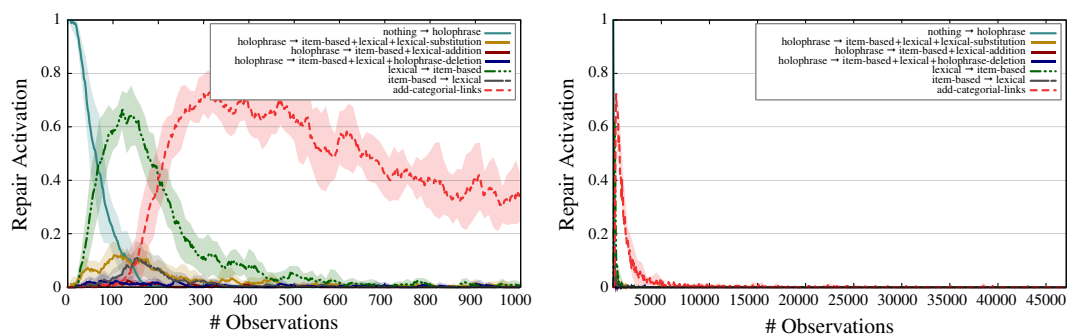 1
0.8
0.6
0.4
0.2
0
Repair Activation
0 100 200 300 400 500 600 700 800 900 1000
# Observations
nothing → holophrase
holophrase → item-based+lexical+lexical-substitution
holophrase → item-based+lexical-addition
holophrase → item-based+lexical+holophrase-deletion
lexical → item-based
item-based → lexical
add-categorial-links
1
0.8
0.6
0.4
0.2
0
Repair Activation
5000 10000 15000 20000 25000 30000 35000 40000 45000
# Observations
nothing → holophrase
holophrase → item-based+lexical+lexical-substitution
holophrase → item-based+lexical-addition
holophrase → item-based+lexical+holophrase-deletion
lexical → item-based
item-based → lexical
add-categorial-links